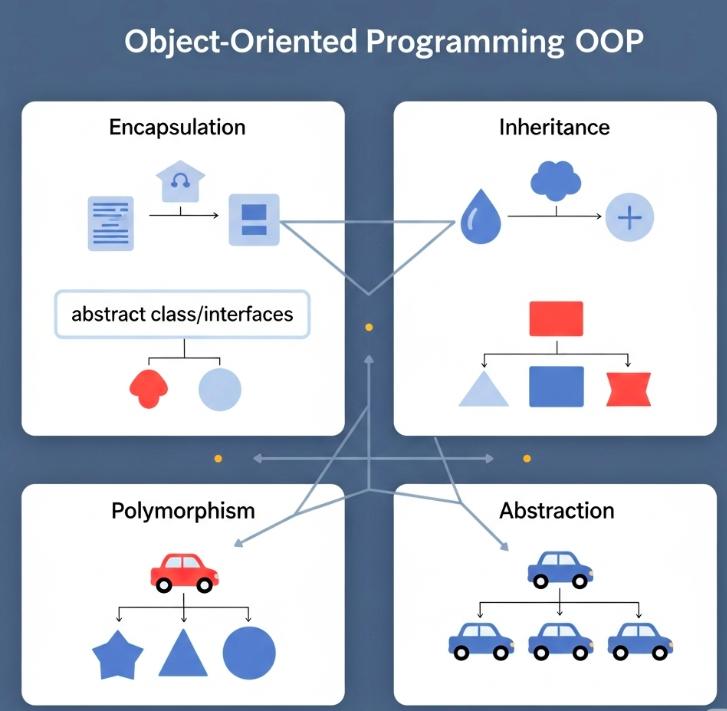 Object-Oriented Programming OOP
Encapsulation
abstract class/interfaces
Inheritance
Polymorphism
Abstraction